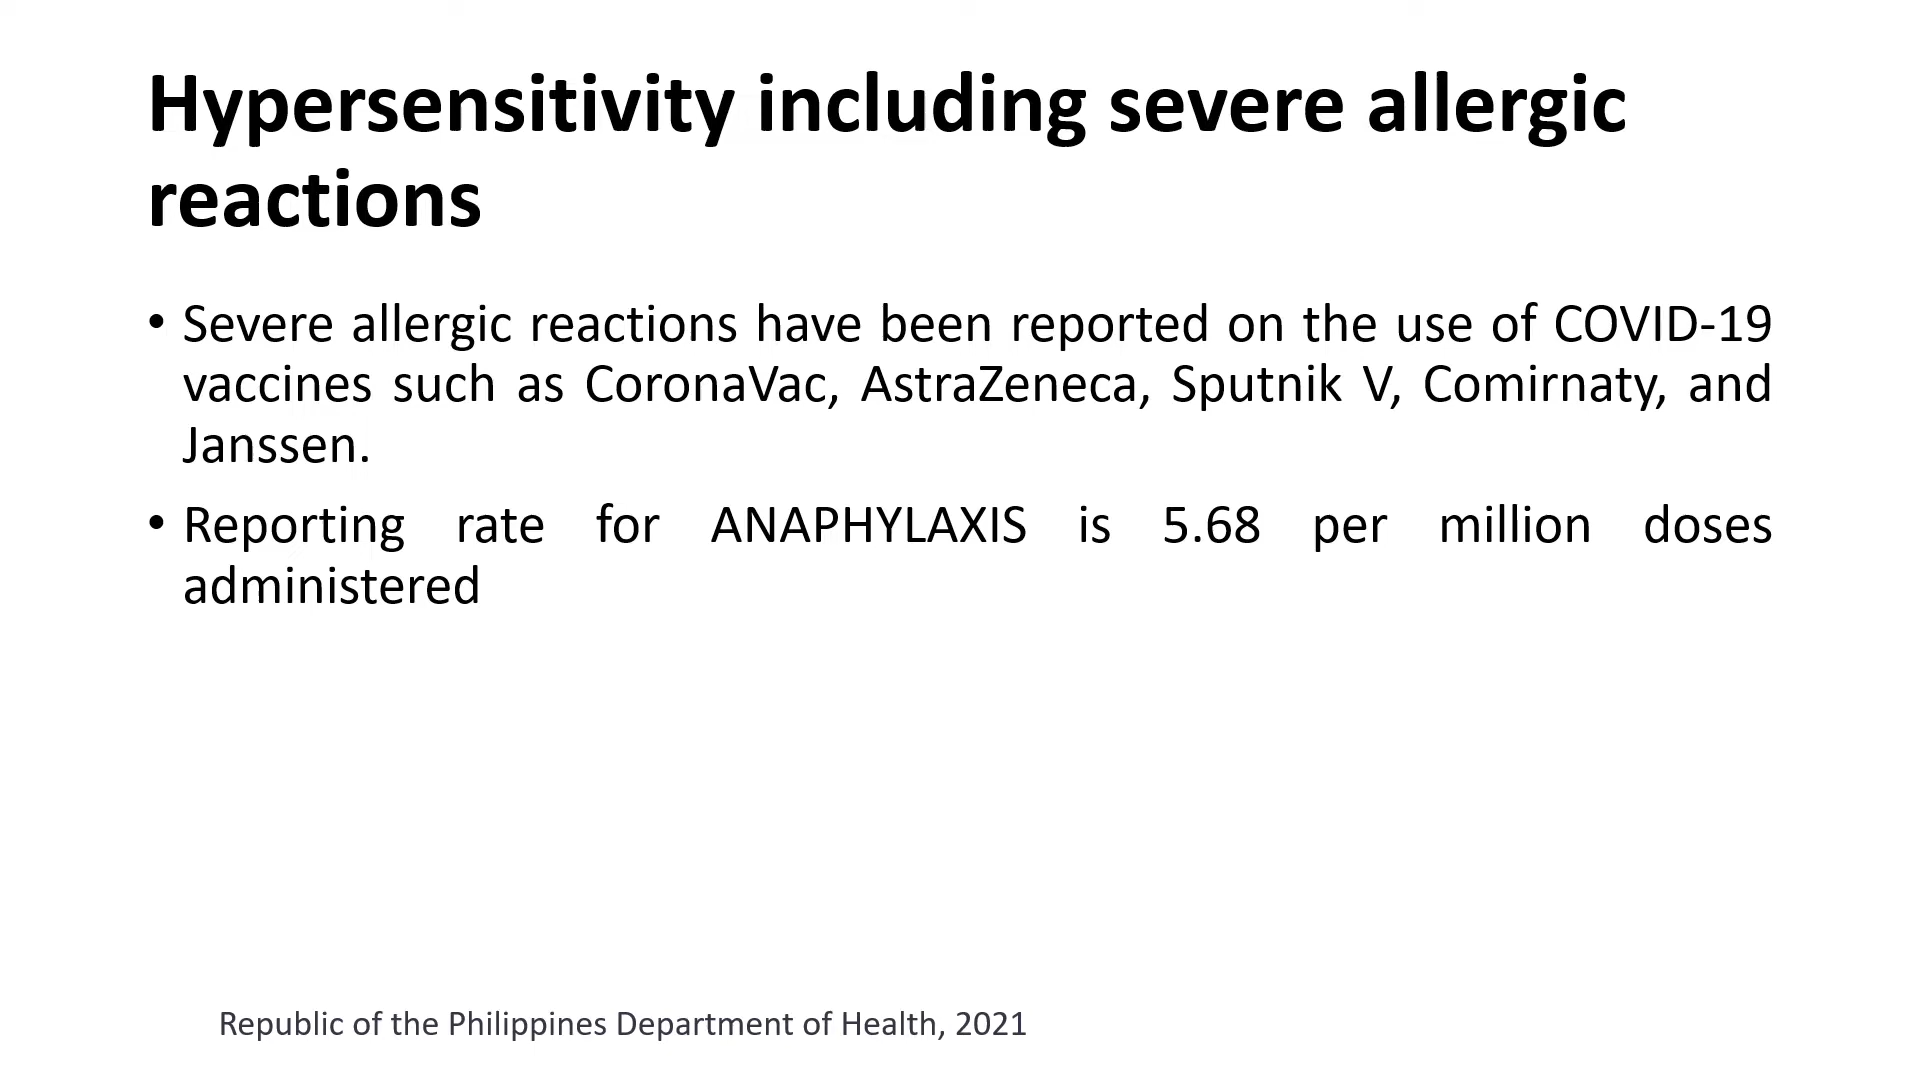 Hypersensitivity including severe allergic
reactions
• Severe allergic reactions have been reported on the use of COVID-19
vaccines such as CoronaVac, AstraZeneca, Sputnik V, Comirnaty, and
Janssen.
• Reporting rate for ANAPHYLAXIS is 5.68 per million doses
administered
Republic of the Philippines Department of Health, 2021